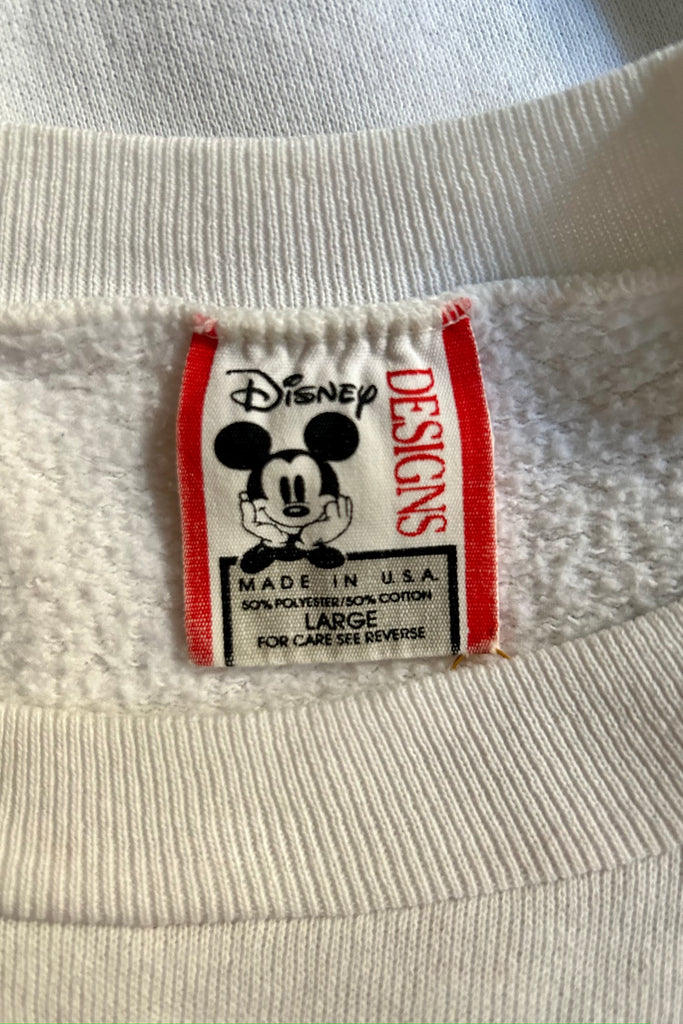 Disney
DESIGNS
MADE IN U.S.A.
50% POLYESTER/50% COTTON
LARGE
FOR CARE SEE REVERSE